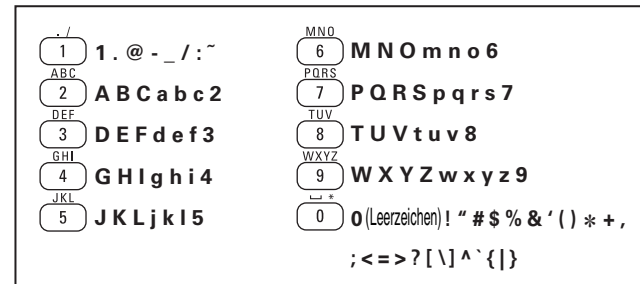 . /
1 1 . @ - _ / : ˜
ABC
2 A B C a b c 2
DEF
3 D E F d e f 3
GHI
4 G H I g h i 4
JKL
5 J K L j k l 5
MNO
6 M N O m n o 6
PQRS
7 P Q R S p q r s 7
TUV
8 T U V t u v 8
WXYZ
9 W X Y Z w x y z 9
⎵ *
0 0 (Leerzeichen) ! “ # $ % & ‘ ( ) ∗ + ,
; < = > ? [ \ ] ^ ` { | }